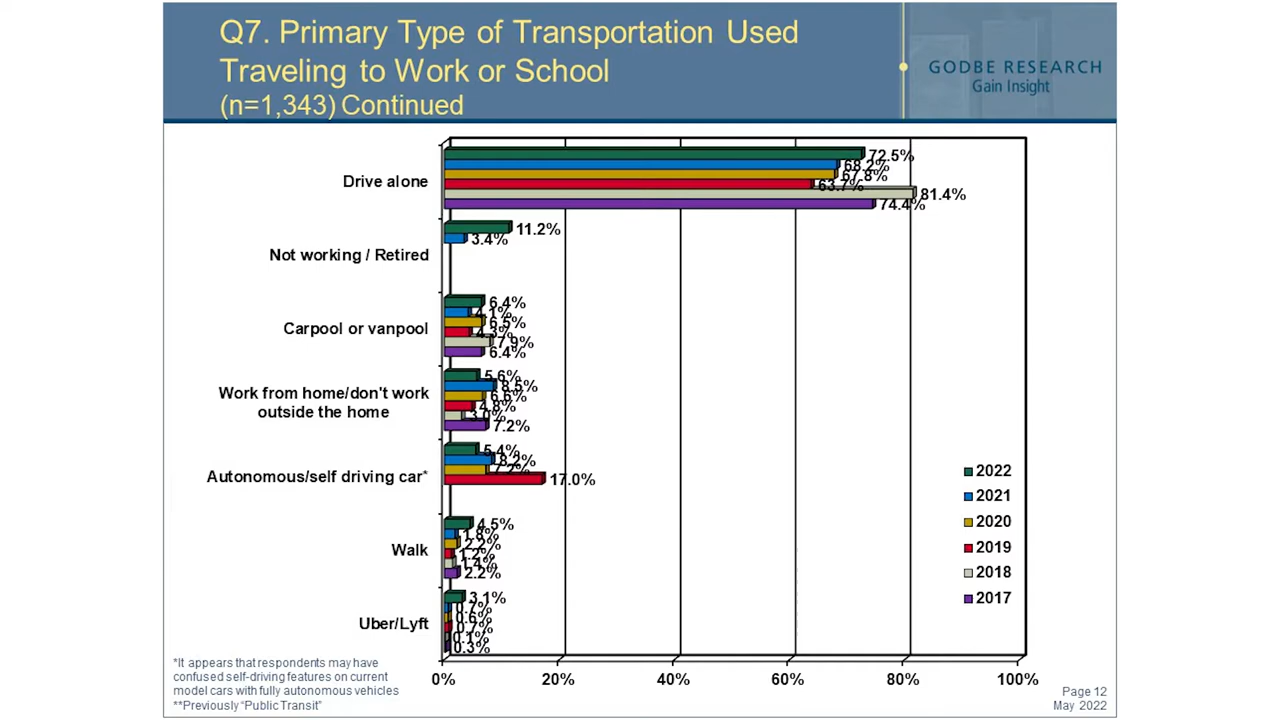 Q7. Primary Type of Transportation Used
Traveling to Work or School
(n=1,343) Continued
GODBE RESEARCH
Gain Insight
Drive alone
72.5%
68.2%
67.8%
63.7%
81.4%
74.4%
Not working / Retired
11.2%
3.4%
Carpool or vanpool
6.4%
4.1%
6.5%
4.3%
7.9%
6.4%
Work from home/don't work
outside the home
5.6%
8.5%
6.6%
4.8%
3.0%
7.2%
Autonomous/self driving car*
5.4%
8.2%
7.2%
17.0%
Walk
4.5%
1.8%
2.2%
1.2%
1.4%
2.2%
Uber/Lyft
3.1%
0.7%
0.6%
0.7%
0.1%
0.3%
2022
2021
2020
2019
2018
2017
0% 20% 40% 60% 80% 100%
*It appears that respondents may have
confused self-driving features on current
model cars with fully autonomous vehicles
**Previously “Public Transit”
Page 12
May 2022